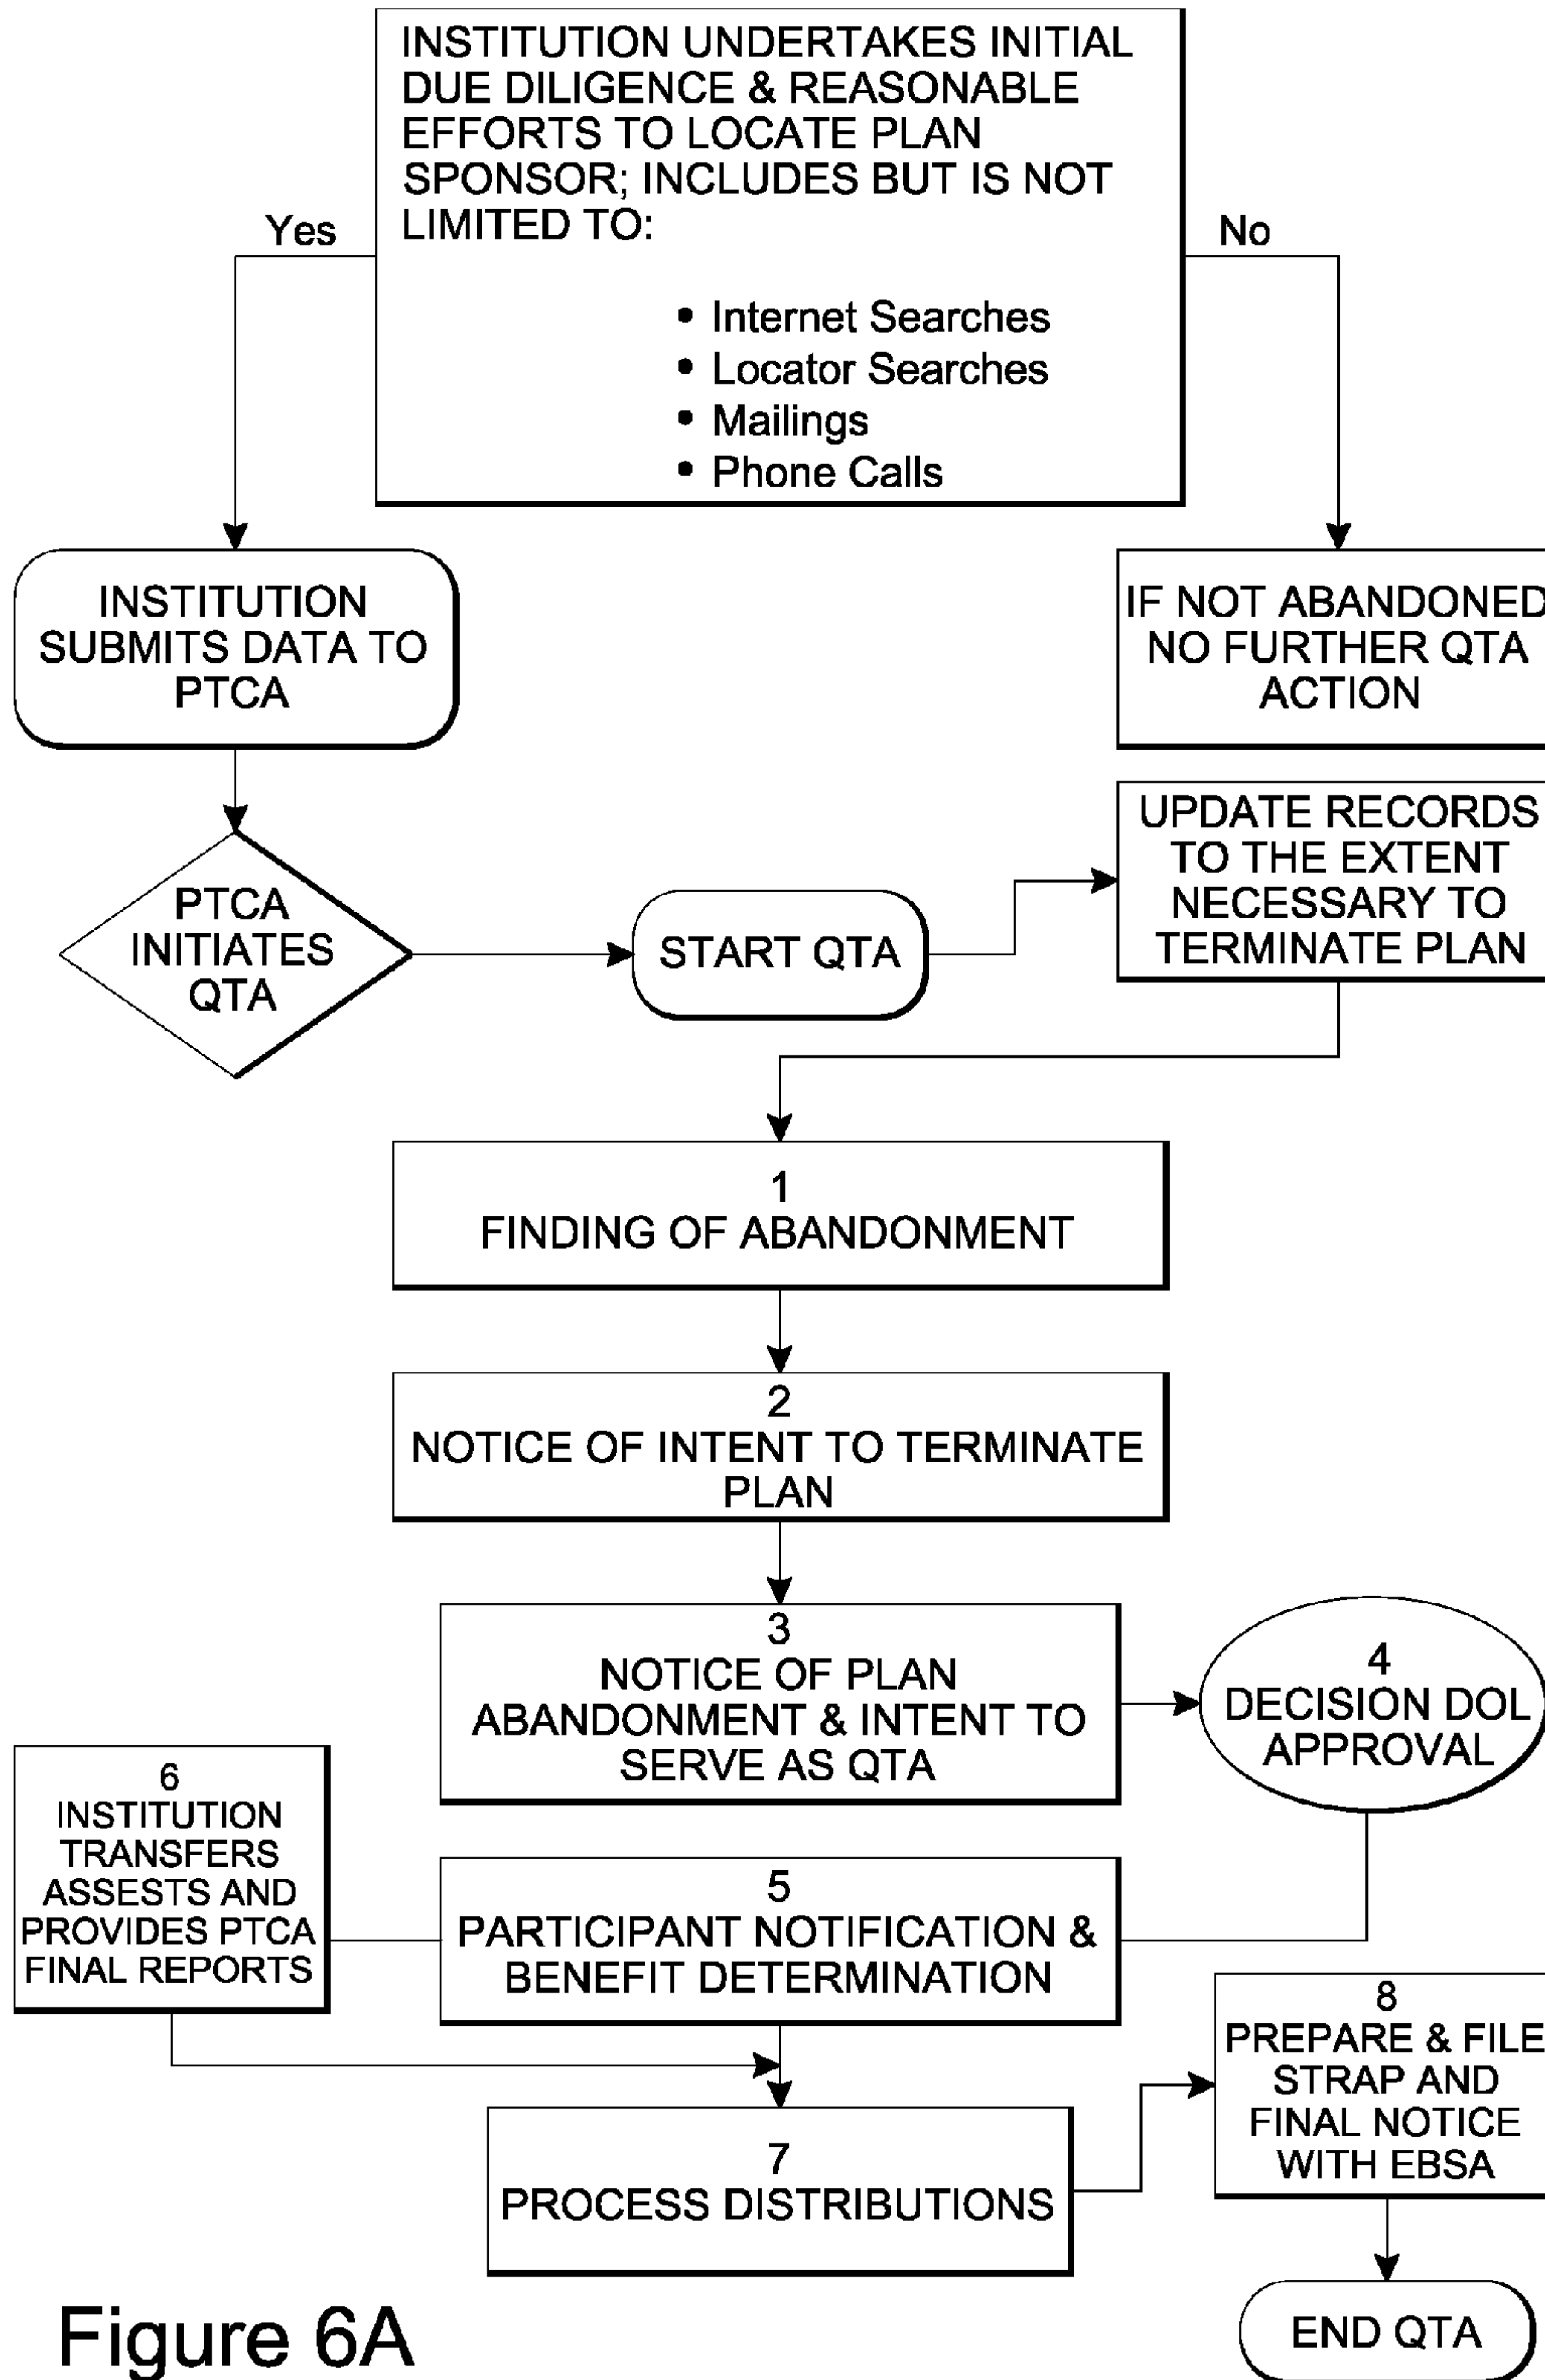 INSTITUTION UNDERTAKES INITIAL
DUE DILIGENCE & REASONABLE
EFFORTS TO LOCATE PLAN
SPONSOR; INCLUDES BUT IS NOT
LIMITED TO:
• Internet Searches
• Locator Searches
• Mailings
• Phone Calls
Yes
No
INSTITUTION
SUBMITS DATA TO
PTCA
IF NOT ABANDONED
NO FURTHER QTA
ACTION
PTCA
INITIATES
QTA
START QTA
UPDATE RECORDS
TO THE EXTENT
NECESSARY TO
TERMINATE PLAN
1
FINDING OF ABANDONMENT
2
NOTICE OF INTENT TO TERMINATE
PLAN
3
NOTICE OF PLAN
ABANDONMENT & INTENT TO
SERVE AS QTA
4
DECISION DOL
APPROVAL
5
PARTICIPANT NOTIFICATION &
BENEFIT DETERMINATION
6
INSTITUTION
TRANSFERS
ASSESTS AND
PROVIDES PTCA
FINAL REPORTS
7
PROCESS DISTRIBUTIONS
8
PREPARE & FILE
STRAP AND
FINAL NOTICE
WITH EBSA
END QTA
Figure 6A